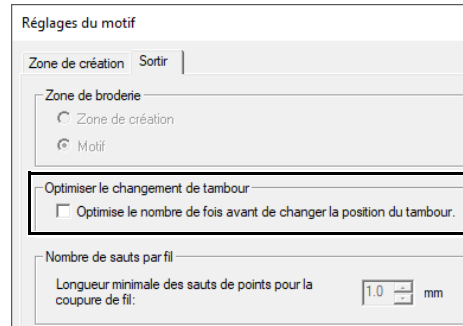 Réglages du motif
Zone de création
Sortir
Zone de broderie
Zone de création
Motif
Optimiser le changement de tambour
Optimise le nombre de fois avant de changer la position du tambour.
Nombre de sauts par fil
Longueur minimale des sauts de points pour la
coupure de fil:
1.0
mm